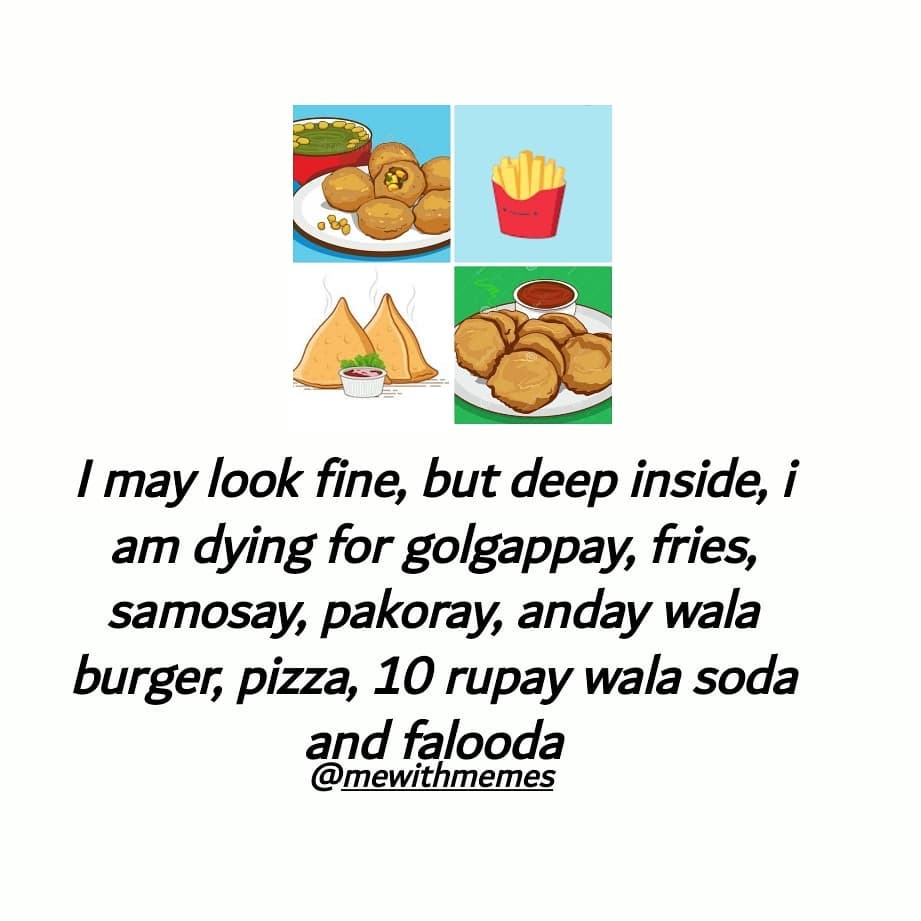 I may look fine, but deep inside, i
am dying for golgappay, fries,
samosay, pakoray, anday wala
burger, pizza, 10 rupay wala soda
and falooda
@mewithmemes